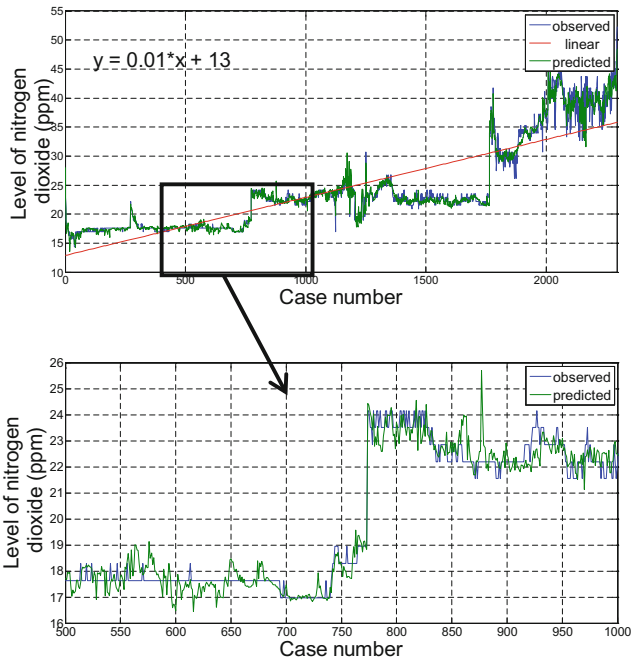 55
50
45
40
35
30
25
20
15
10
Level of nitrogen
dioxide (ppm)
y = 0.01*x + 13
observed
linear
predicted
0 500 1000 1500 2000
Case number
26
25
24
23
22
21
20
19
18
17
16
Level of nitrogen
dioxide (ppm)
observed
predicted
500 550 600 650 700 750 800 850 900 950 1000
Case number